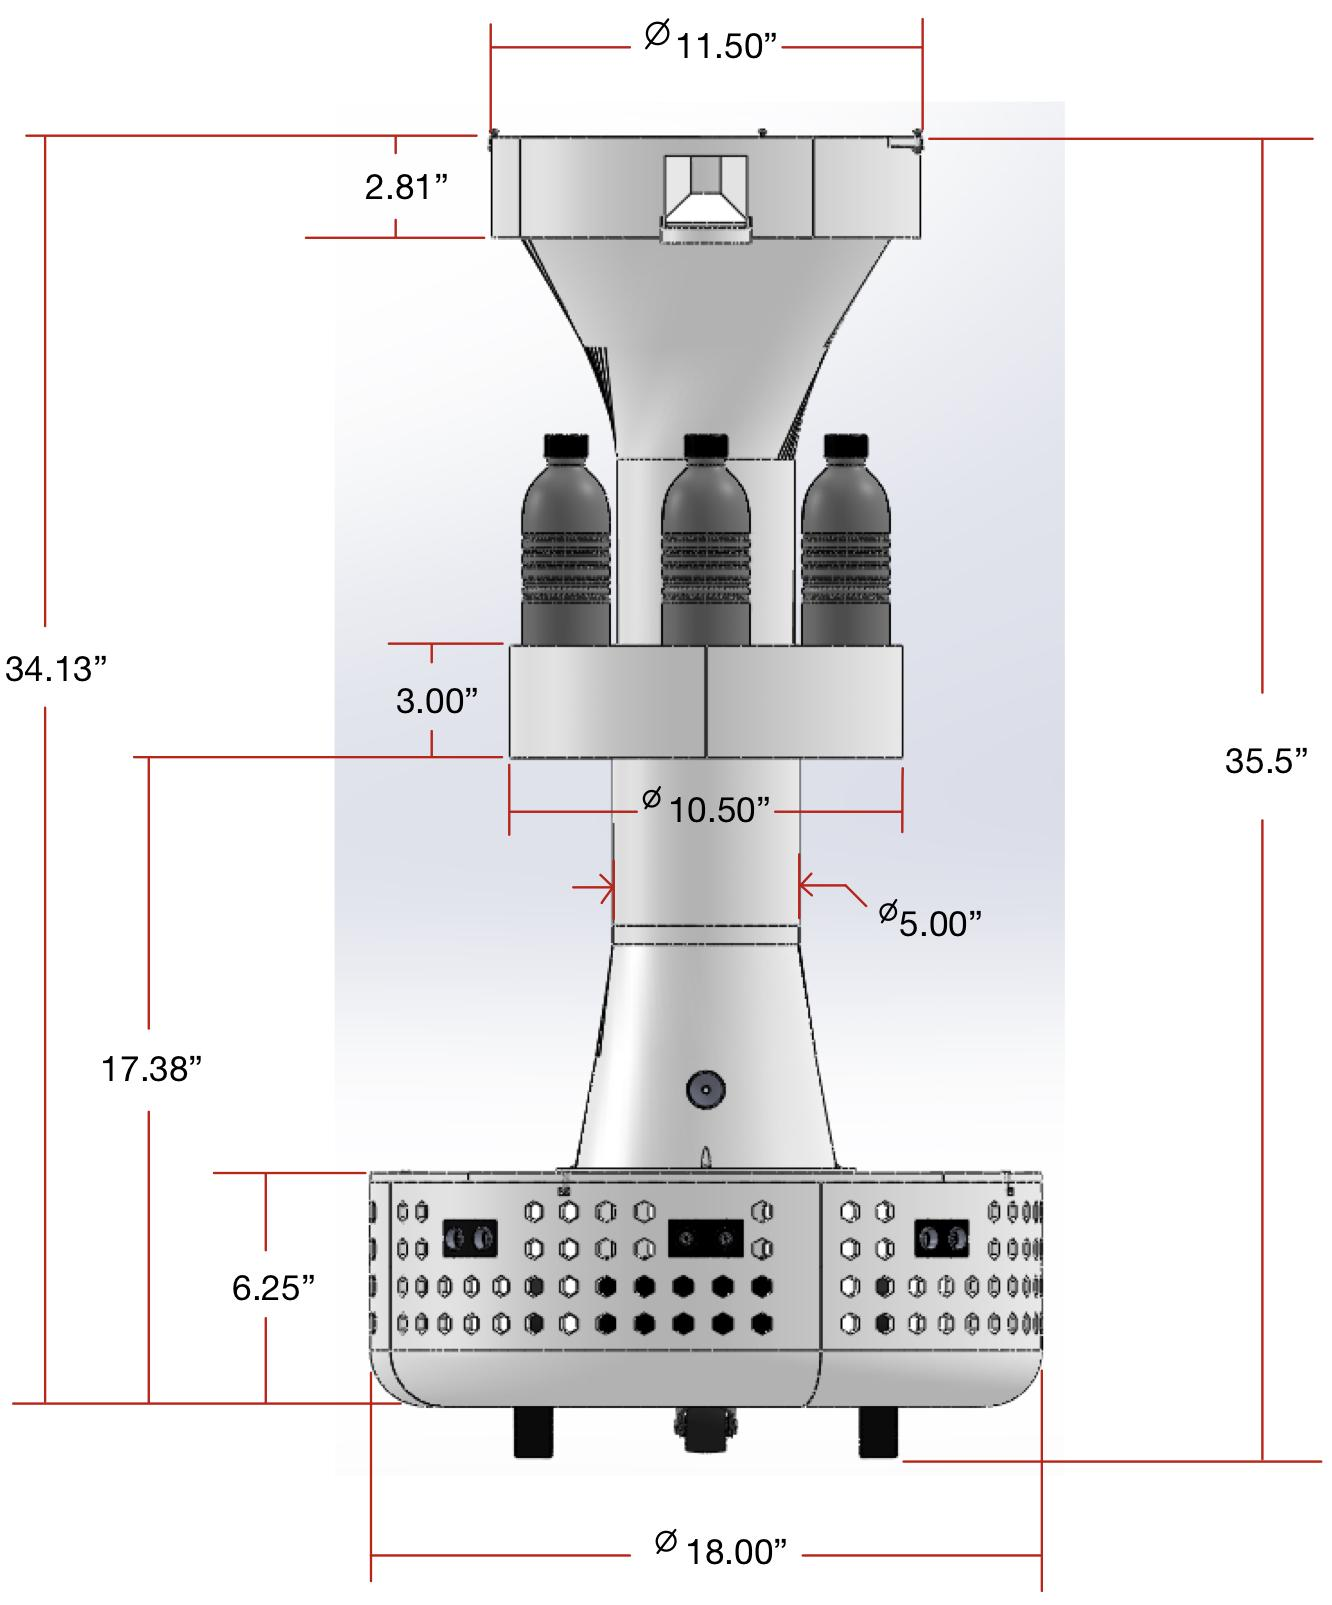 Ø 11.50”
2.81”
34.13”
3.00”
35.5”
Ø 10.50”
Ø 5.00”
17.38”
6.25”
Ø 18.00”